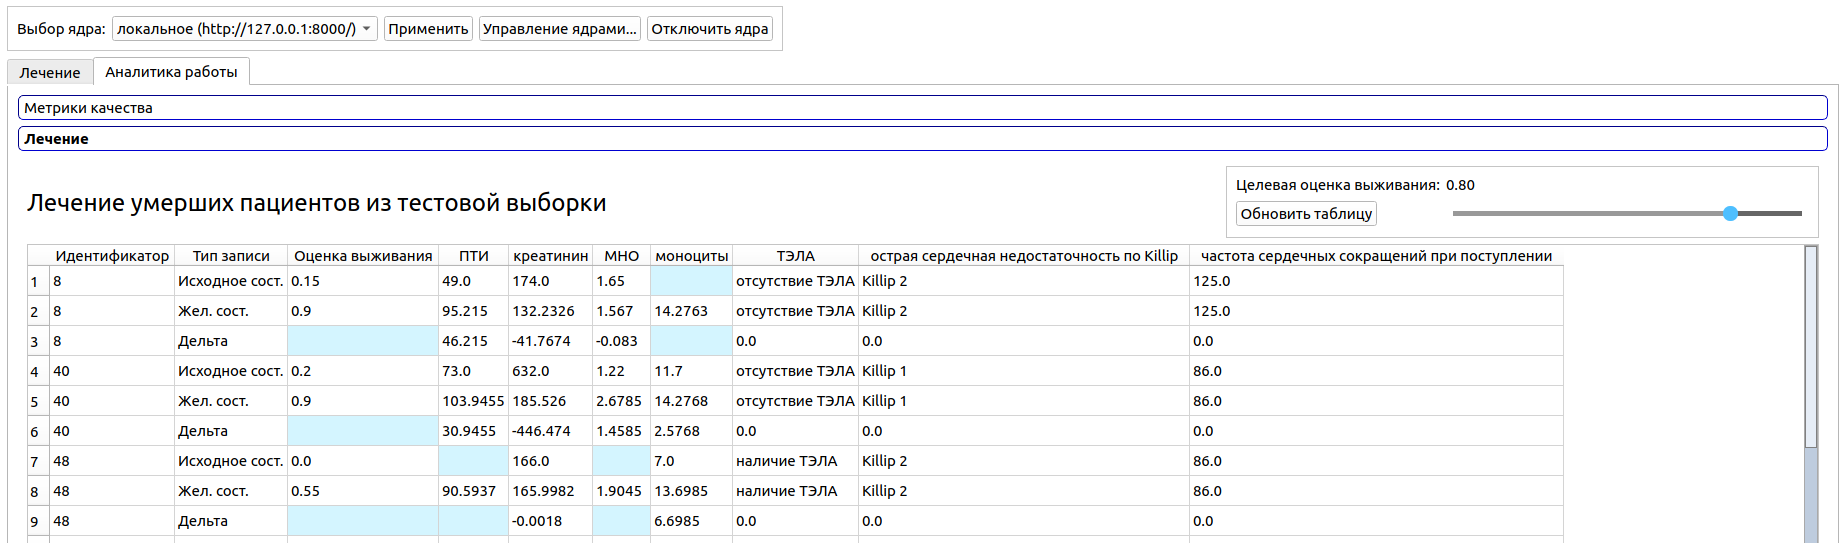 Выбор ядра: локальное (http://127.0.0.1:8000/) Применить Управление ядрами... Отключить ядра
Лечение Аналитика работы
Метрики качества
Лечение
Целевая оценка выживания: 0.80
Лечение умерших пациентов из тестовой выборки
Обновить таблицу
Идентификатор Тип записи Оценка выживания ПТИ креатинин МНО моноциты ТЭЛА острая сердечная недостаточность по Killip частота сердечных сокращений при поступлении
1 8 Исходное сост. 0.15 49.0 174.0 1.65 отсутствие ТЭЛА Killip 2 125.0
2 8 Жел. сост. 0.9 95.215 132.2326 1.567 14.2763 отсутствие ТЭЛА Killip 2 125.0
3 8 Дельта 46.215 -41.7674 -0.083 0.0 0.0 0.0
4 40 Исходное сост. 0.2 73.0 632.0 1.22 11.7 отсутствие ТЭЛА Killip 1 86.0
5 40 Жел. сост. 0.9 103.9455 185.526 2.6785 14.2768 отсутствие ТЭЛА Killip 1 86.0
6 40 Дельта 30.9455 -446.474 1.4585 2.5768 0.0 0.0 0.0
7 48 Исходное сост. 0.0 166.0 7.0 наличие ТЭЛА Killip 2 86.0
8 48 Жел. сост. 0.55 90.5937 165.9982 1.9045 13.6985 наличие ТЭЛА Killip 2 86.0
9 48 Дельта -0.0018 6.6985 0.0 0.0 0.0